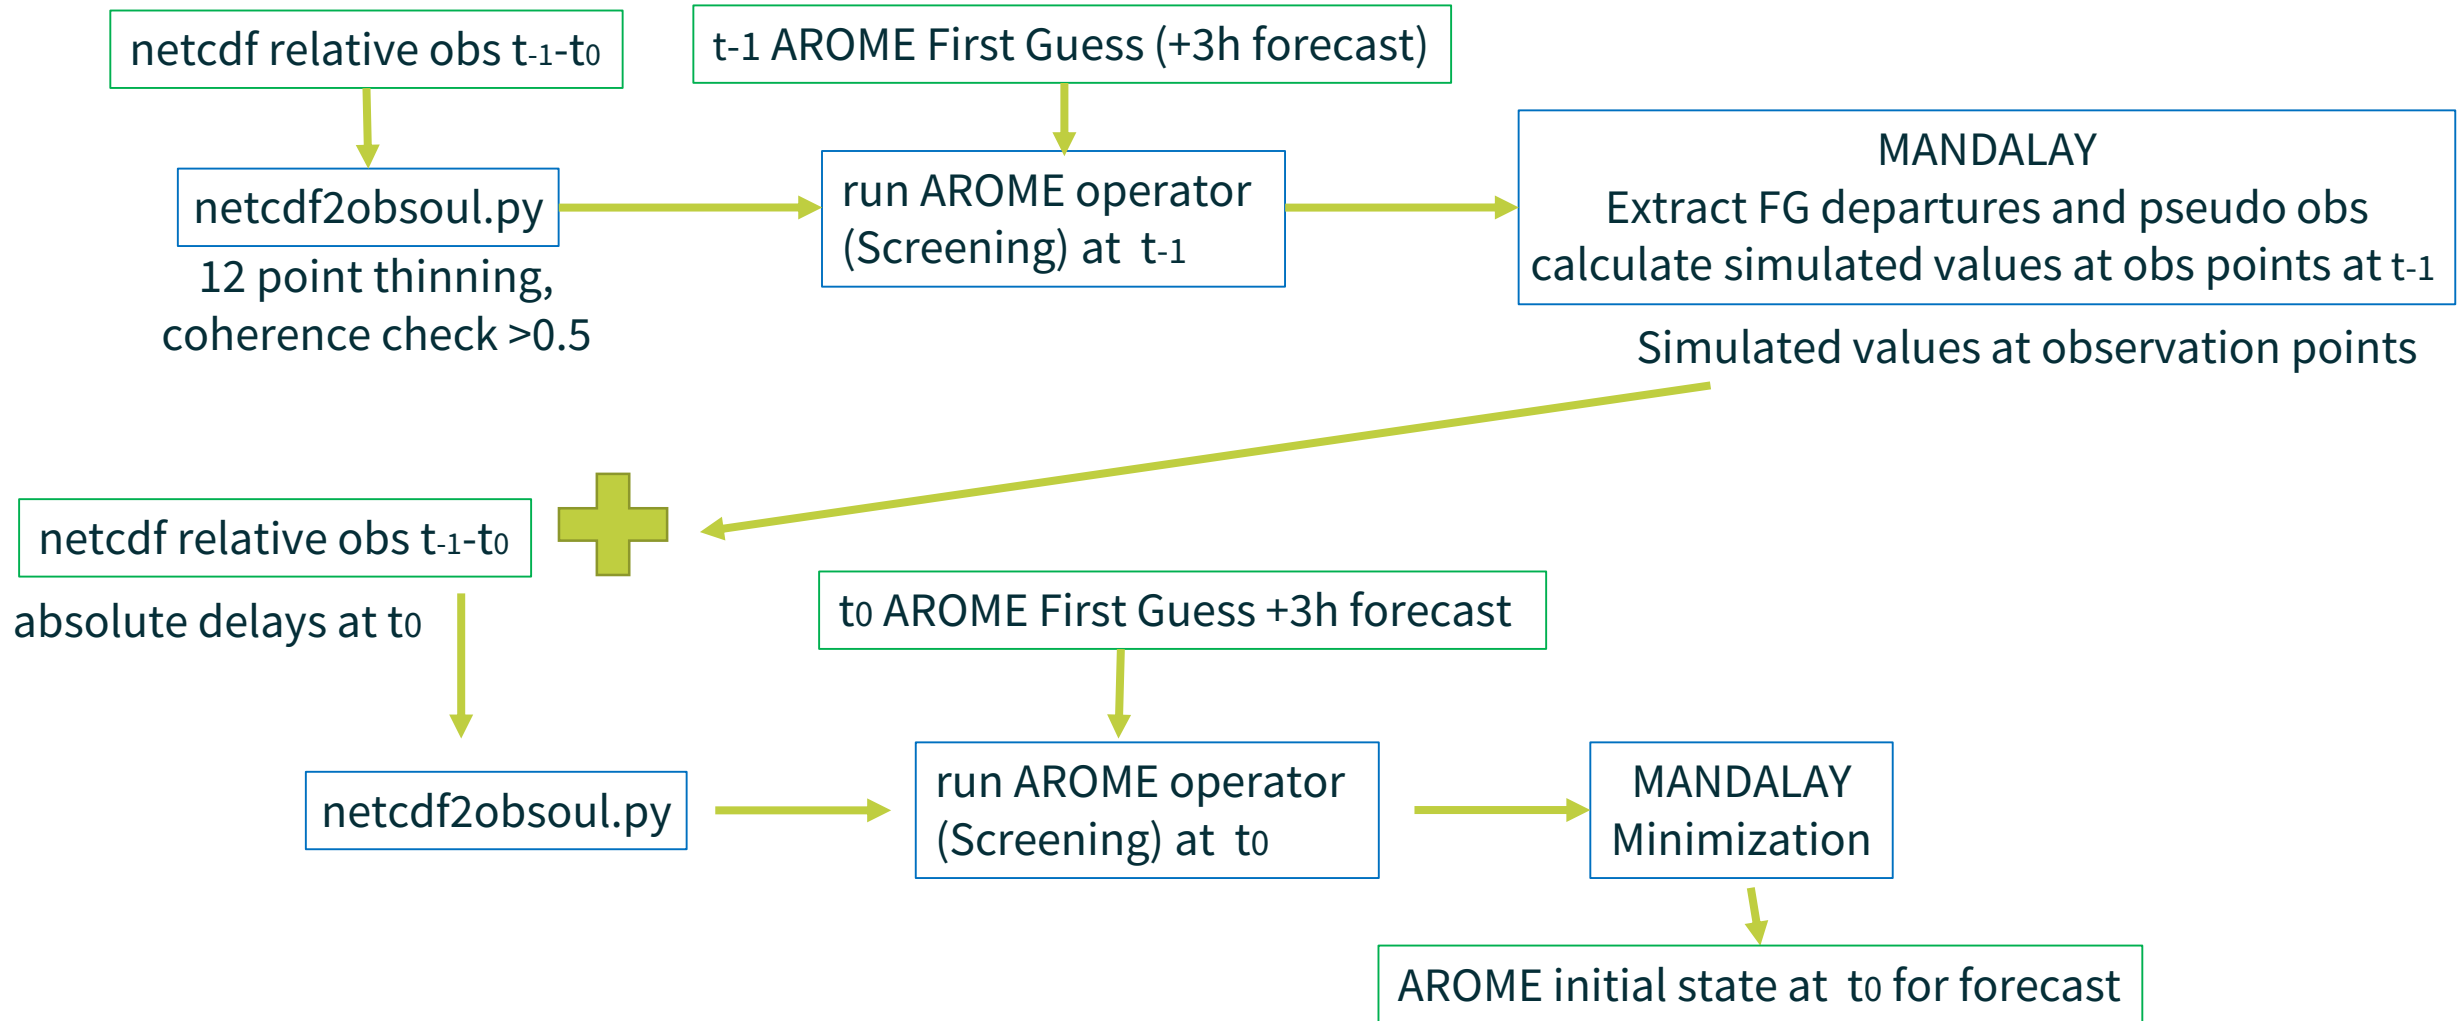 netcdf relative obs t-1-t0
t-1 AROME First Guess (+3h forecast)
netcdf2obsoul.py
12 point thinning,
coherence check >0.5
run AROME operator
(Screening) at t-1
MANDALAY
Extract FG departures and pseudo obs
calculate simulated values at obs points at t-1
Simulated values at observation points
netcdf relative obs t-1-t0
absolute delays at t0
t0 AROME First Guess +3h forecast
netcdf2obsoul.py
run AROME operator
(Screening) at t0
MANDALAY
Minimization
AROME initial state at t0 for forecast